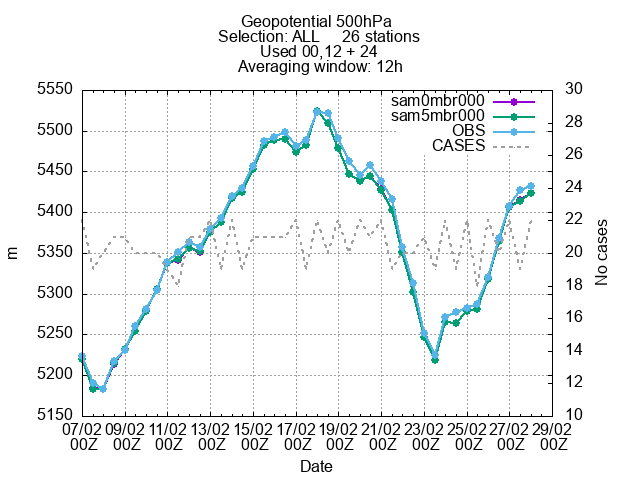 Geopotential 500hPa
Selection: ALL 26 stations
Used 00,12 + 24
Averaging window: 12h
sam0mbr000
sam5mbr000
OBS
CASES
5550
5500
5450
5400
5350
5300
5250
5200
5150
m
30
28
26
24
22
20
18
16
14
12
10
No cases
07/02 09/02 11/02 13/02 15/02 17/02 19/02 21/02 23/02 25/02 27/02 29/02
00Z 00Z 00Z 00Z 00Z 00Z 00Z 00Z 00Z 00Z 00Z 00Z
Date